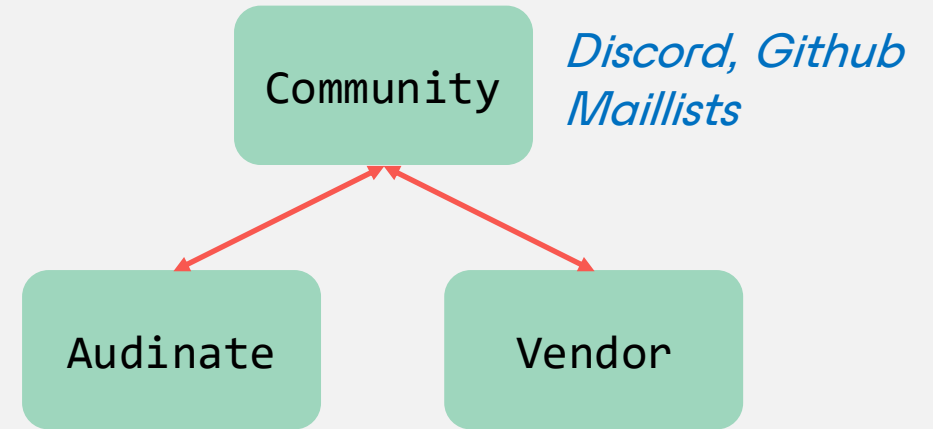 Community
Discord, Github
Maillists
Audinate
Vendor